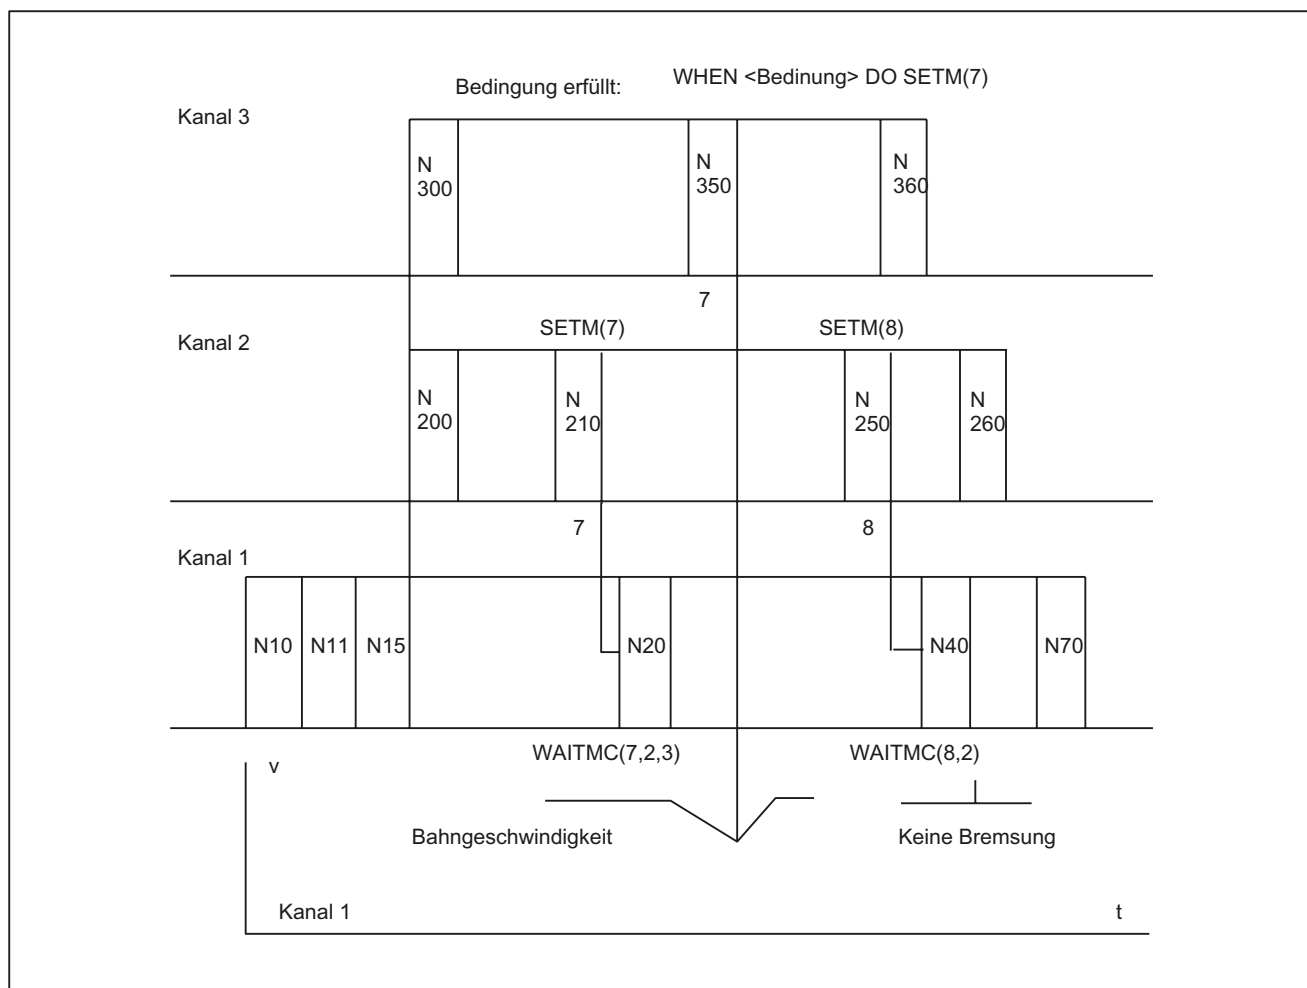 WHEN <Bedinung> DO SETM(7)
Bedingung erfüllt:
Kanal 3
N
300
N
350
N
360
7
SETM(7)
SETM(8)
Kanal 2
N
200
N
210
N
250
N
260
7
8
Kanal 1
N10
N11
N15
N20
N40
N70
WAITMC(7,2,3)
WAITMC(8,2)
v
Bahngeschwindigkeit
Keine Bremsung
Kanal 1
t